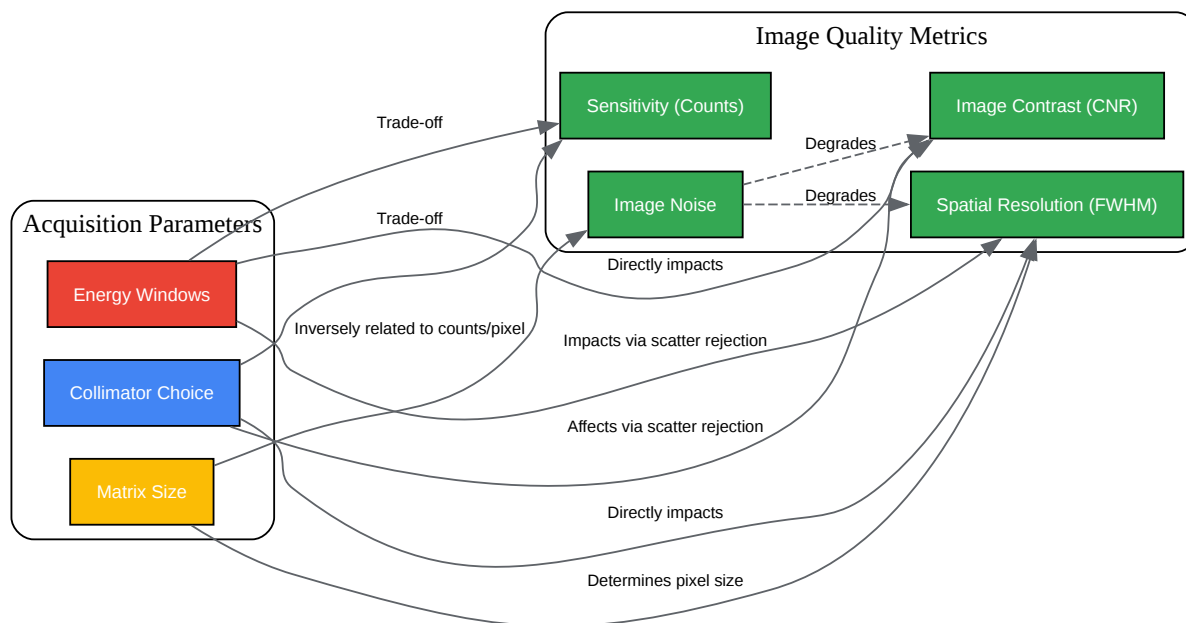 Image Quality Metrics
Sensitivity (Counts)
Image Contrast (CNR)
Trade-off
Degrades
Image Noise
Degrades
Spatial Resolution (FWHM)
Acquisition Parameters
Trade-off
Directly impacts
Energy Windows
Inversely related to counts/pixel
Impacts via scatter rejection
Collimator Choice
Affects via scatter rejection
Matrix Size
Directly impacts
Determines pixel size